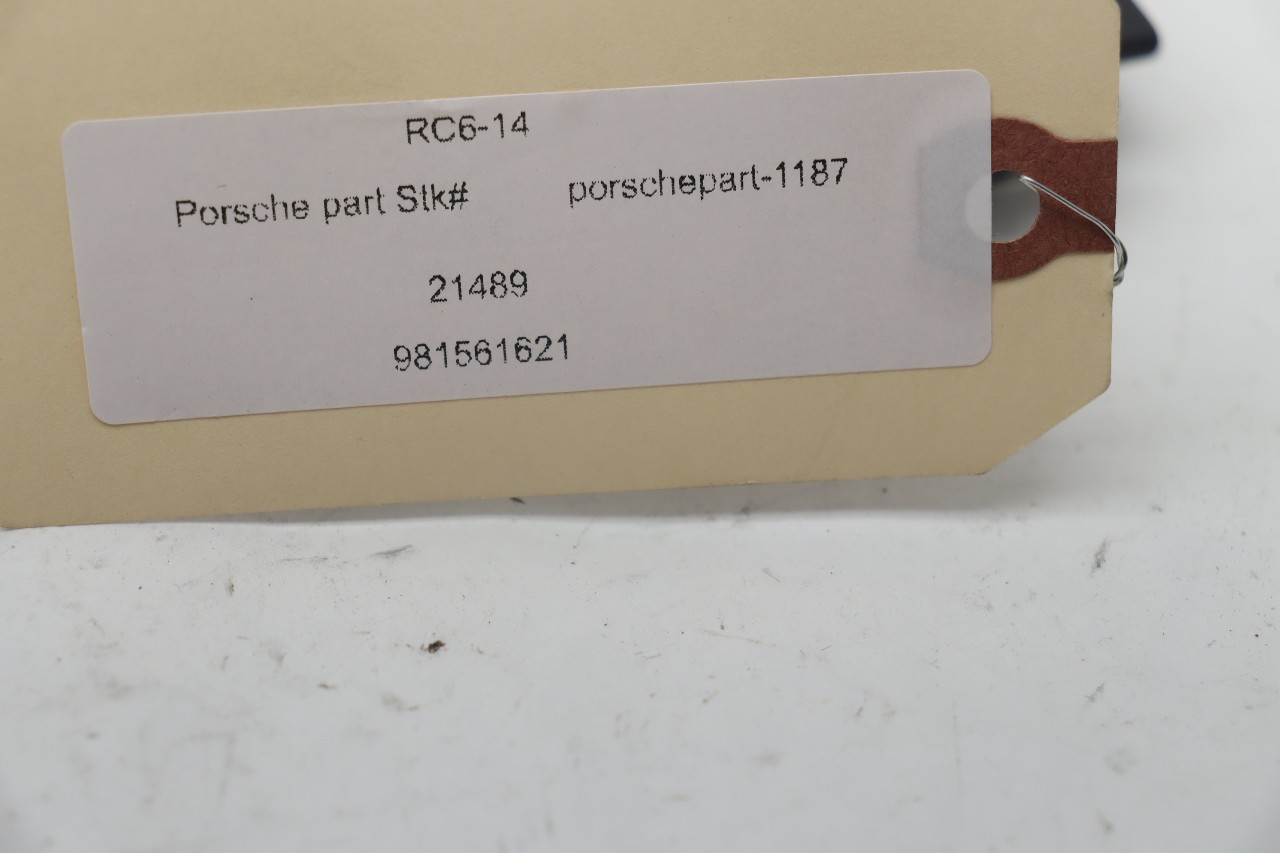 RC6-14
Porsche part Stk# porschepart-1187
21489
981561621